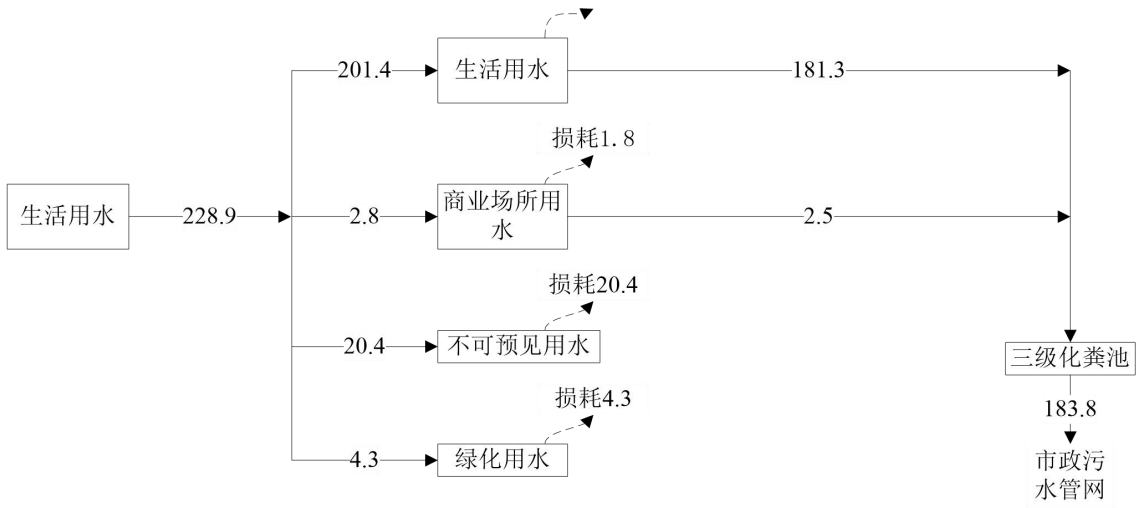 201.4
生活用水
181.3
损耗1.8
生活用水
228.9
2.8
商业场所用
水
2.5
损耗20.4
20.4
不可预见用水
三级化粪池
损耗4.3
183.8
4.3
绿化用水
市政污
水管网